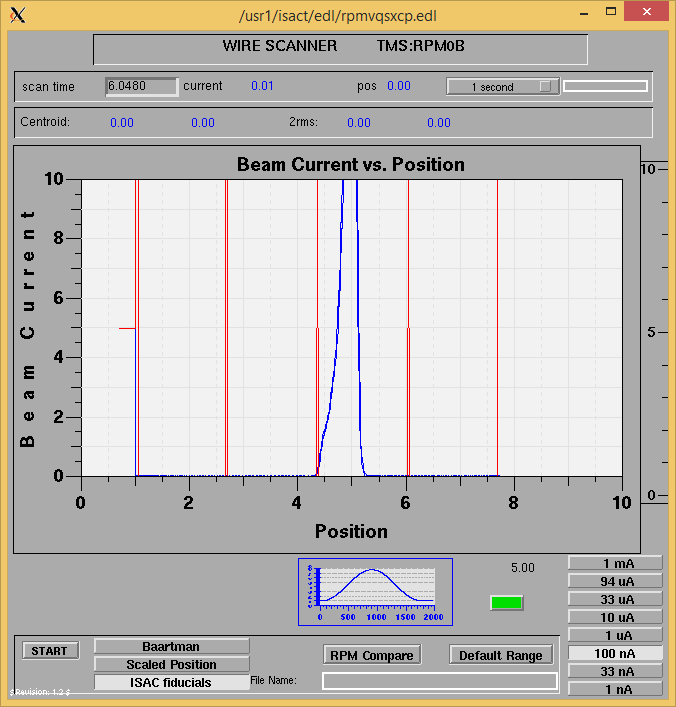 /usr1/isact/edl/rpmvqsxcp.edl
WIRE SCANNER TMS:RPM0B
scan time 6.0480 current 0.01 pos 0.00 1 second
Centroid: 0.00 0.00 2rms: 0.00 0.00
Beam Current vs. Position
10
8
6
4
2
0
Beam Current
0 2 4 6 8 10
Position
10
5
0
8
0 500 1000 1500 2000
5.00
1 mA
94 uA
33 uA
10 uA
1 uA
100 nA
33 nA
1 nA
START
Baartman
Scaled Position
ISAC fiducials
RPM Compare
Default Range
File Name:
$Revision: 1.2 $